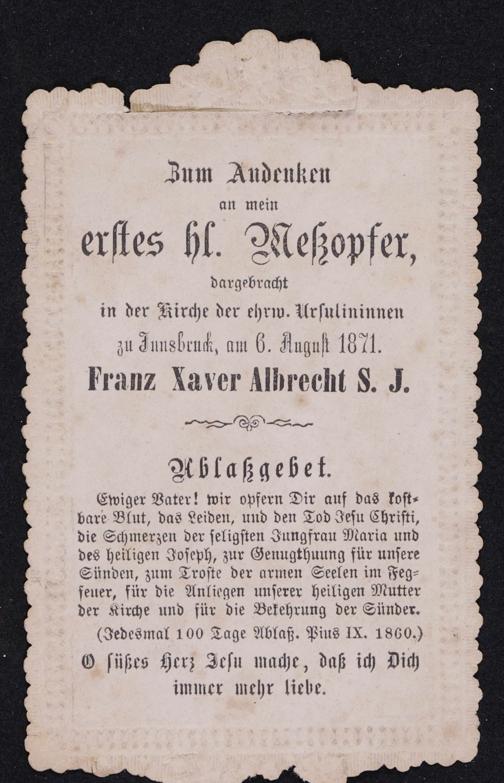 Zum Andenken
an mein
erstes hl. Meßopfer,
dargebracht
in der Kirche der ehrw. Ursulininnen
zu Innsbruck, am 6. August 1871.
Franz Xaver Albrecht S. J.
Ablaßgebet.
Ewiger Vater! wir opfern Dir auf das kost-
bare Blut, das Leiden, und den Tod Jesu Christi,
die Schmerzen der seligsten Jungfrau Maria und
des heiligen Joseph, zur Genugthuung für unsere
Sünden, zum Troste der armen Seelen im Feg-
feuer, für die Anliegen unserer heiligen Mutter
der Kirche und für die Bekehrung der Sünder.
(Jedesmal 100 Tage Ablaß. Pius IX. 1860.)
O süßes Herz Jesu mache, daß ich Dich
immer mehr liebe.